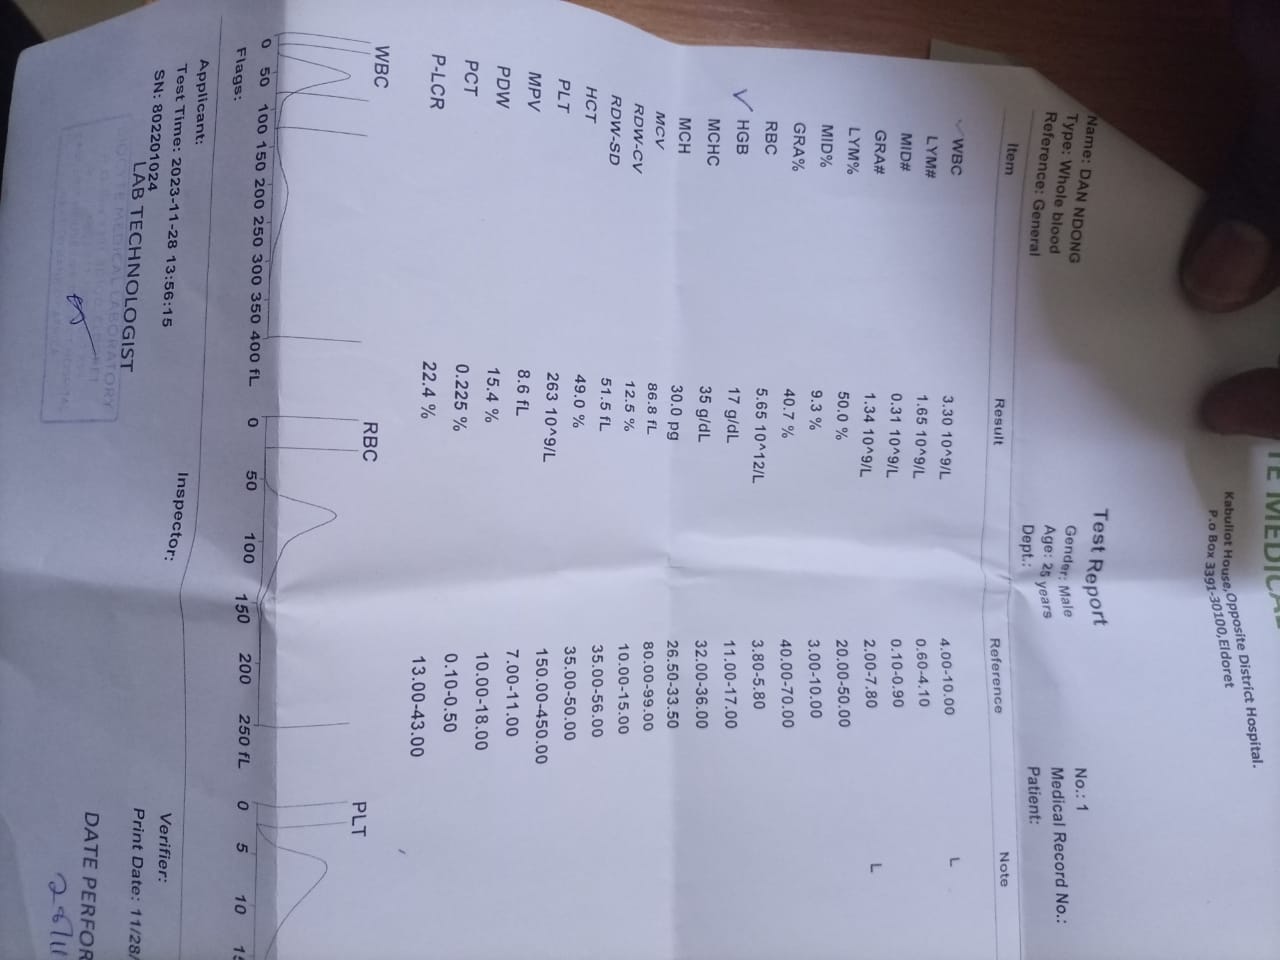 TE MEDICAL
Kabuliot House,Opposite District Hospital.
P.o Box 3391-30100,Eldoret
Test Report
Name: DAN NDONG
Type: Whole blood
Reference: General
Gender: Male
Age: 25 years
Dept.:
No.: 1
Medical Record No.:
Patient:
Item Result Reference Note
WBC 3.30 10^9/L 4.00-10.00 L
LYM# 1.65 10^9/L 0.60-4.10
MID# 0.31 10^9/L 0.10-0.90
GRA# 1.34 10^9/L 2.00-7.80 L
LYM% 50.0 % 20.00-50.00
MID% 9.3 % 3.00-10.00
GRA% 40.7 % 40.00-70.00
RBC 5.65 10^12/L 3.80-5.80
HGB 17 g/dL 11.00-17.00
MCHC 35 g/dL 32.00-36.00
MCH 30.0 pg 26.50-33.50
MCV 86.8 fL 80.00-99.00
RDW-CV 12.5 % 10.00-15.00
RDW-SD 51.5 fL 35.00-56.00
HCT 49.0 % 35.00-50.00
PLT 263 10^9/L 150.00-450.00
MPV 8.6 fL 7.00-11.00
PDW 15.4 % 10.00-18.00
PCT 0.225 % 0.10-0.50
P-LCR 22.4 % 13.00-43.00
WBC
0 50 100 150 200 250 300 350 400 fL
RBC
0 50 100 150 200 250 fL
PLT
0 5 10 15
Flags:
Applicant:
Inspector:
Verifier:
Test Time: 2023-11-28 13:56:15
Print Date: 11/28/
SN: 802201024
LAB TECHNOLOGIST
MEDICAL LABORATORY
DATE PERFOR
28/11